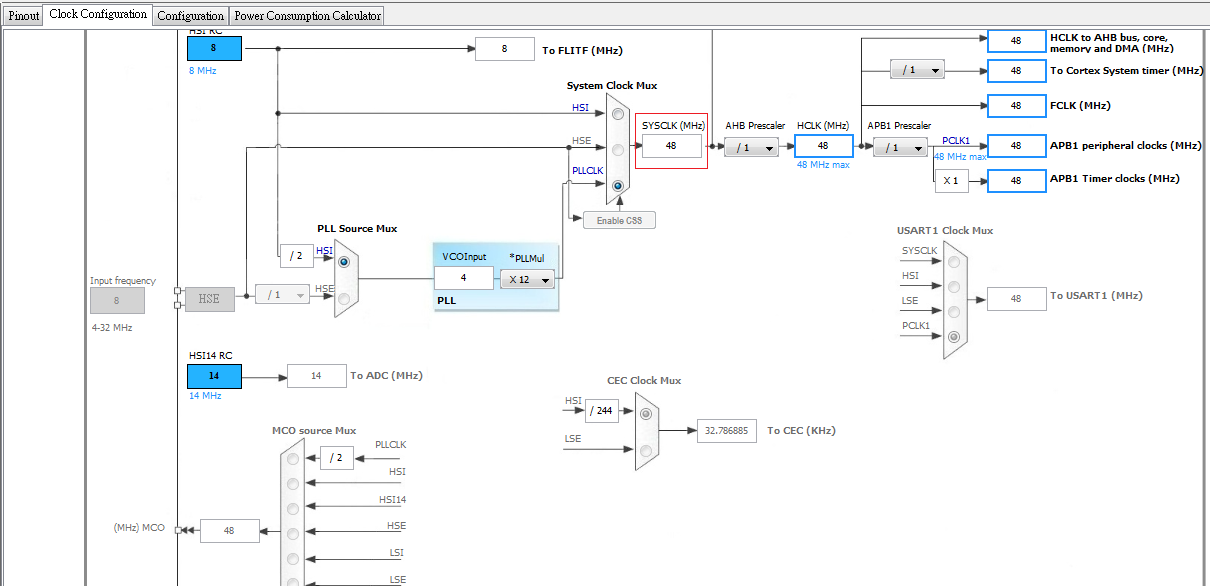 Pinout Clock Configuration Configuration Power Consumption Calculator
HSI RC
8
8 MHz
8
To FLITF (MHz)
System Clock Mux
HSI
HSE
PLLCLK
Enable CSS
SYSCLK (MHz)
48
AHB Prescaler
/ 1
HCLK (MHz)
48
48 MHz max
APB1 Prescaler
/ 1
PCLK1
48 MHz max
X 1
48
HCLK to AHB bus, core,
memory and DMA (MHz)
/ 1
48
To Cortex System timer (MHz)
48
FCLK (MHz)
48
APB1 peripheral clocks (MHz)
48
APB1 Timer clocks (MHz)
PLL Source Mux
/ 2
HSI
HSE
/ 1
VCOInput
4
*PLLMul
X 12
PLL
Input frequency
8
4-32 MHz
HSE
USART1 Clock Mux
SYSCLK
HSI
LSE
PCLK1
48
To USART1 (MHz)
HSI14 RC
14
14 MHz
14
To ADC (MHz)
CEC Clock Mux
HSI
/ 244
LSE
32.786885
To CEC (KHz)
MCO source Mux
PLLCLK
/ 2
HSI
HSI14
HSE
LSI
LSE
(MHz) MCO
48